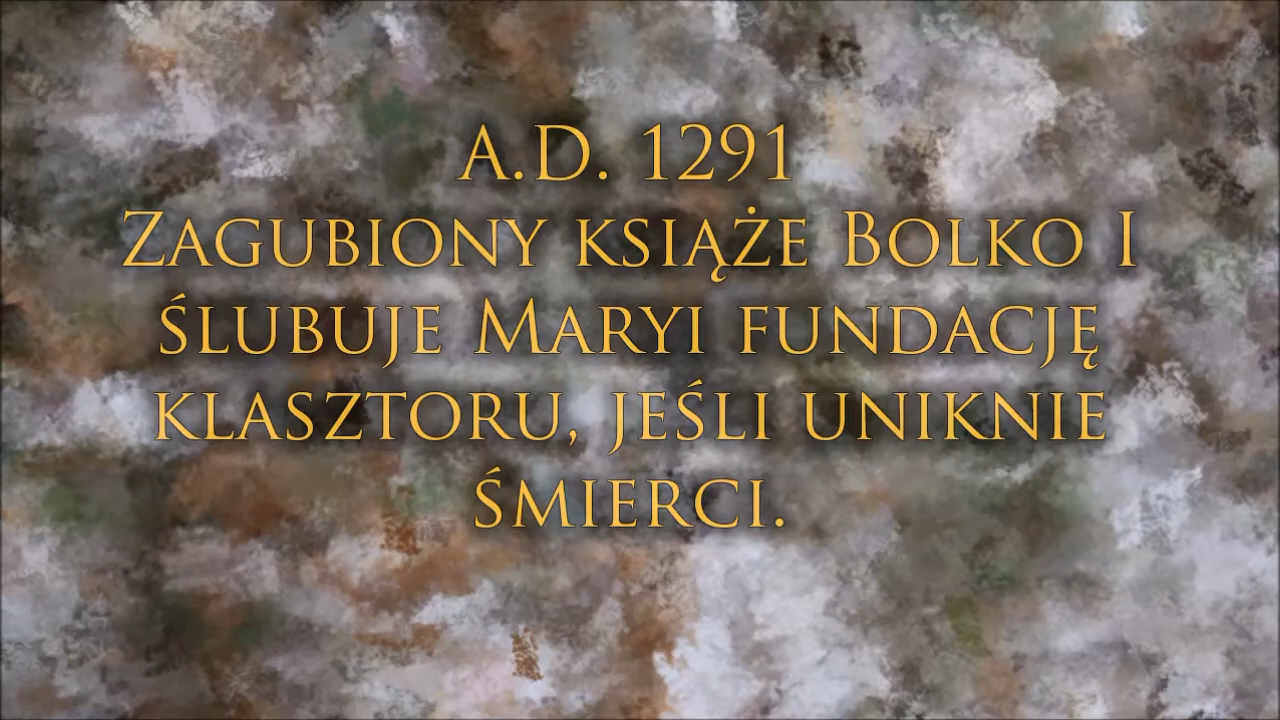 A.D. 1291
Zagubiony książe Bolko I
ślubuje Maryi fundację
klasztoru, jeśli uniknie
śmierci.